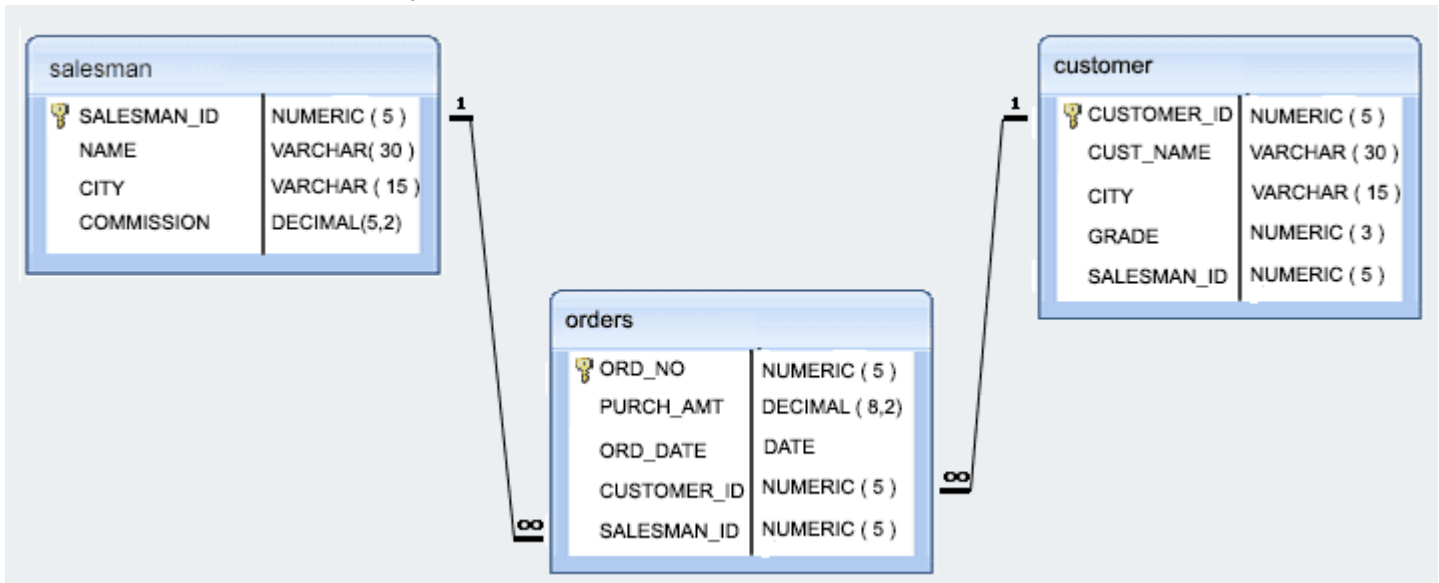 salesman
SALESMAN_ID NUMERIC ( 5 )
NAME VARCHAR( 30 )
CITY VARCHAR ( 15 )
COMMISSION DECIMAL(5,2)
1
∞
customer
CUSTOMER_ID NUMERIC ( 5 )
CUST_NAME VARCHAR ( 30 )
CITY VARCHAR ( 15 )
GRADE NUMERIC ( 3 )
SALESMAN_ID NUMERIC ( 5 )
1
∞
orders
ORD_NO NUMERIC ( 5 )
PURCH_AMT DECIMAL ( 8,2)
ORD_DATE DATE
CUSTOMER_ID NUMERIC ( 5 )
SALESMAN_ID NUMERIC ( 5 )